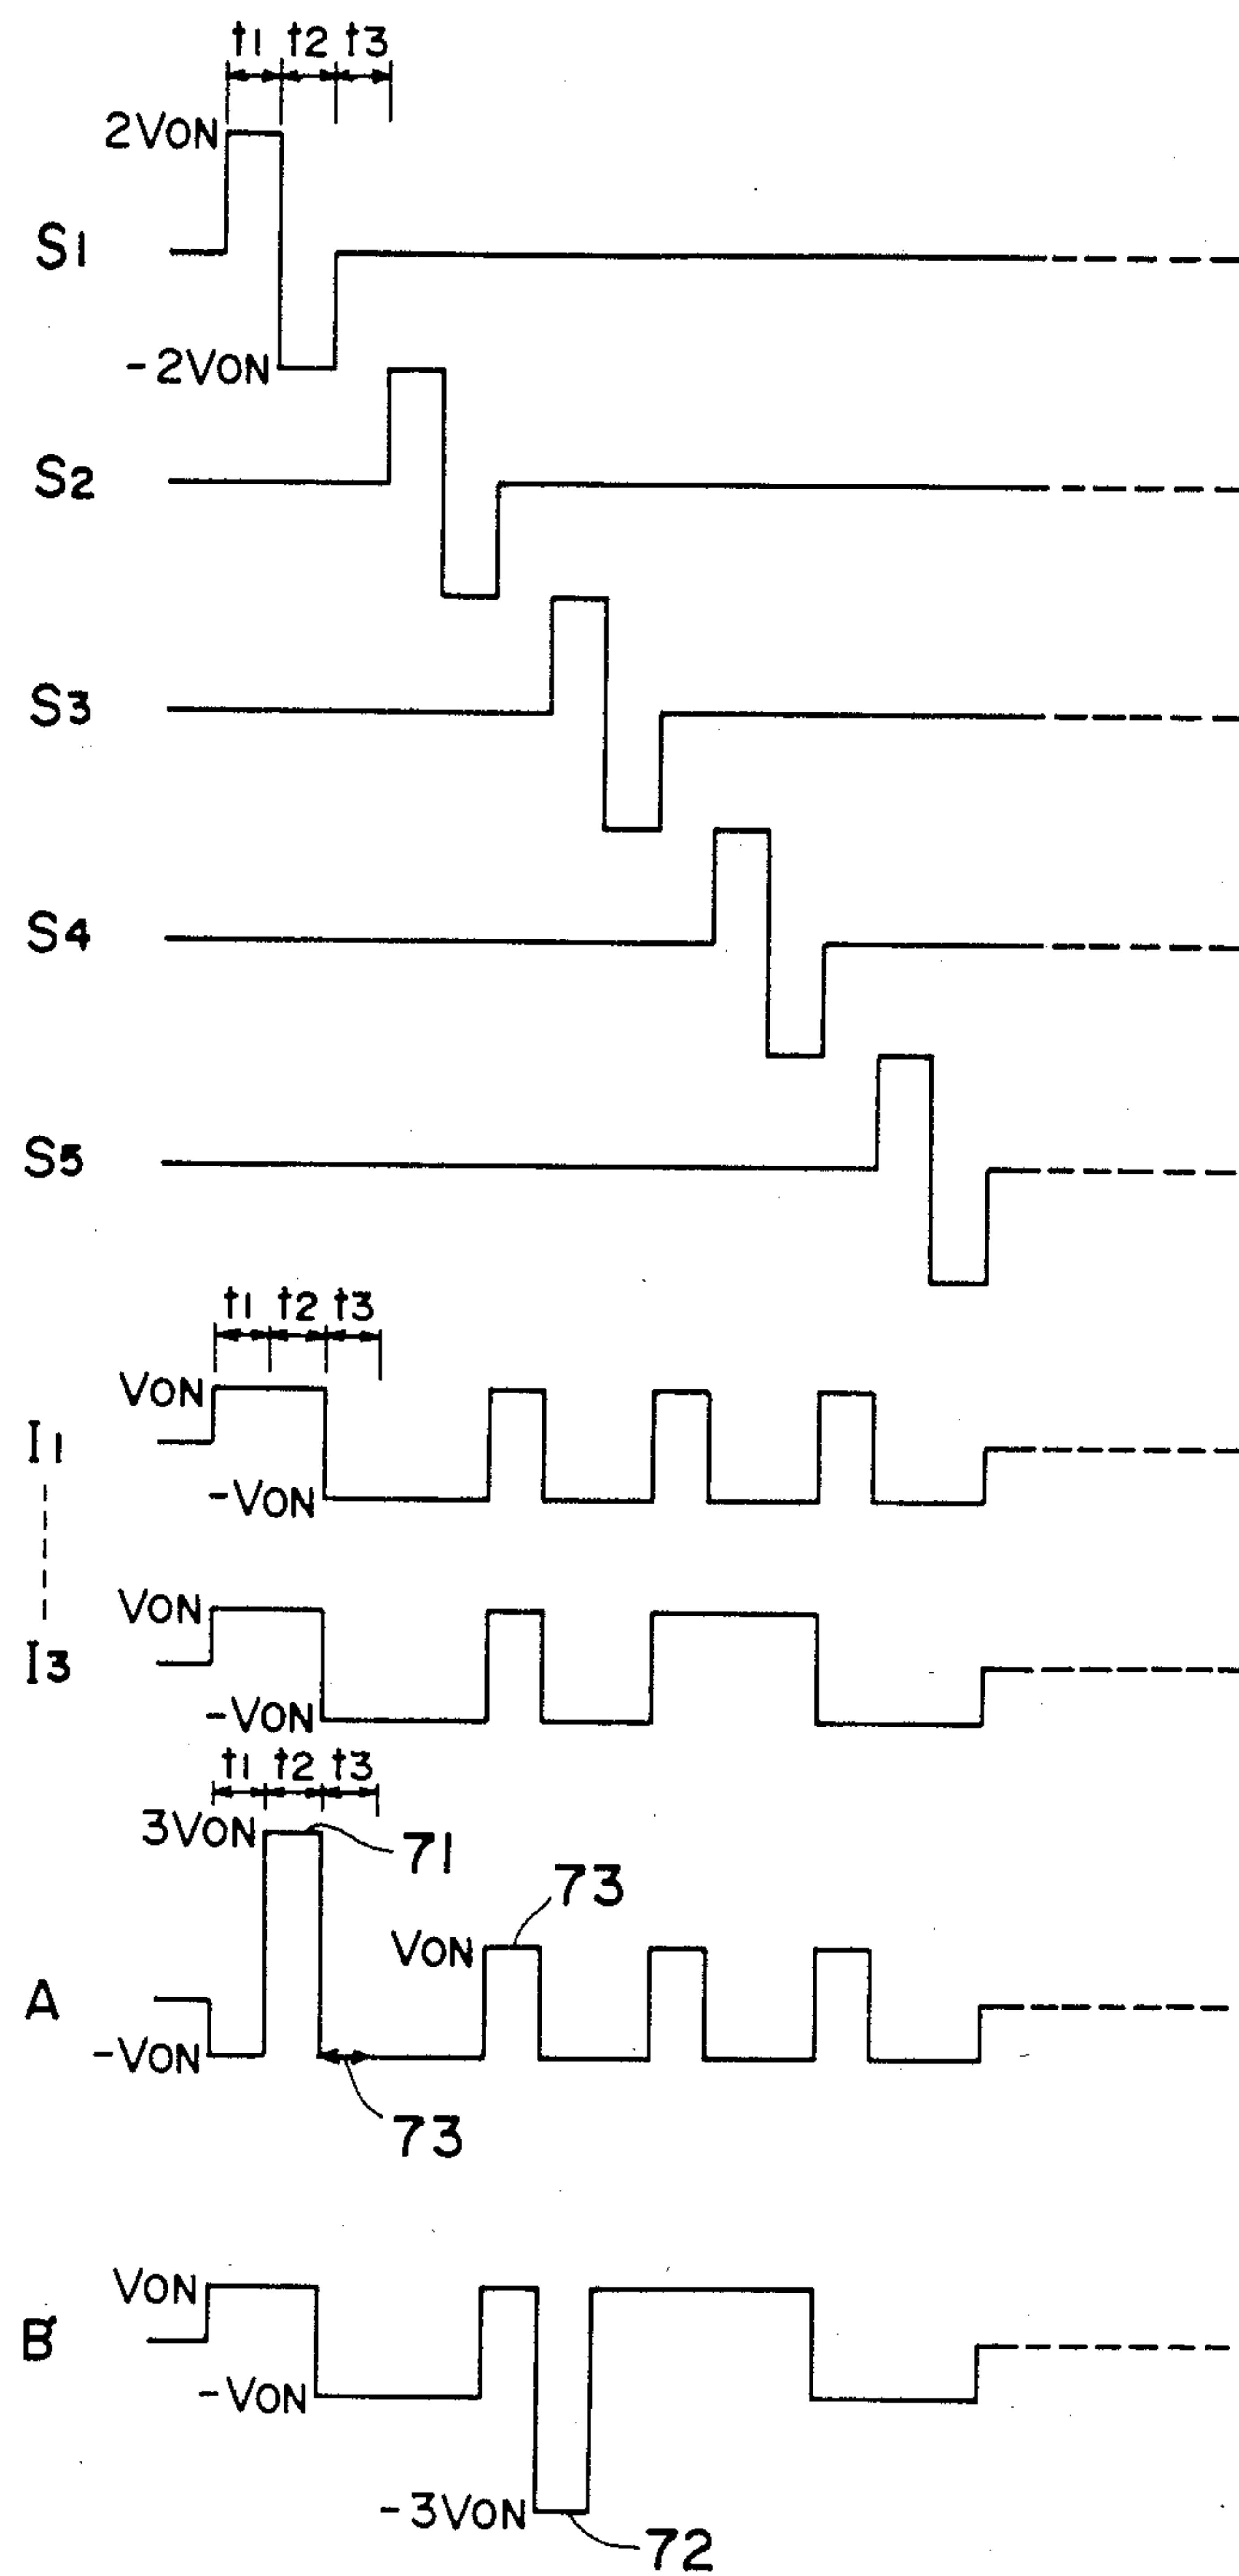 t1 t2 t3
2VON
S1
-2VON
S2
S3
S4
S5
t1 t2 t3
VON
I1
-VON
VON
I3
-VON
t1 t2 t3
3VON
71
73
VON
A
-VON
73
VON
B
-VON
-3VON
72